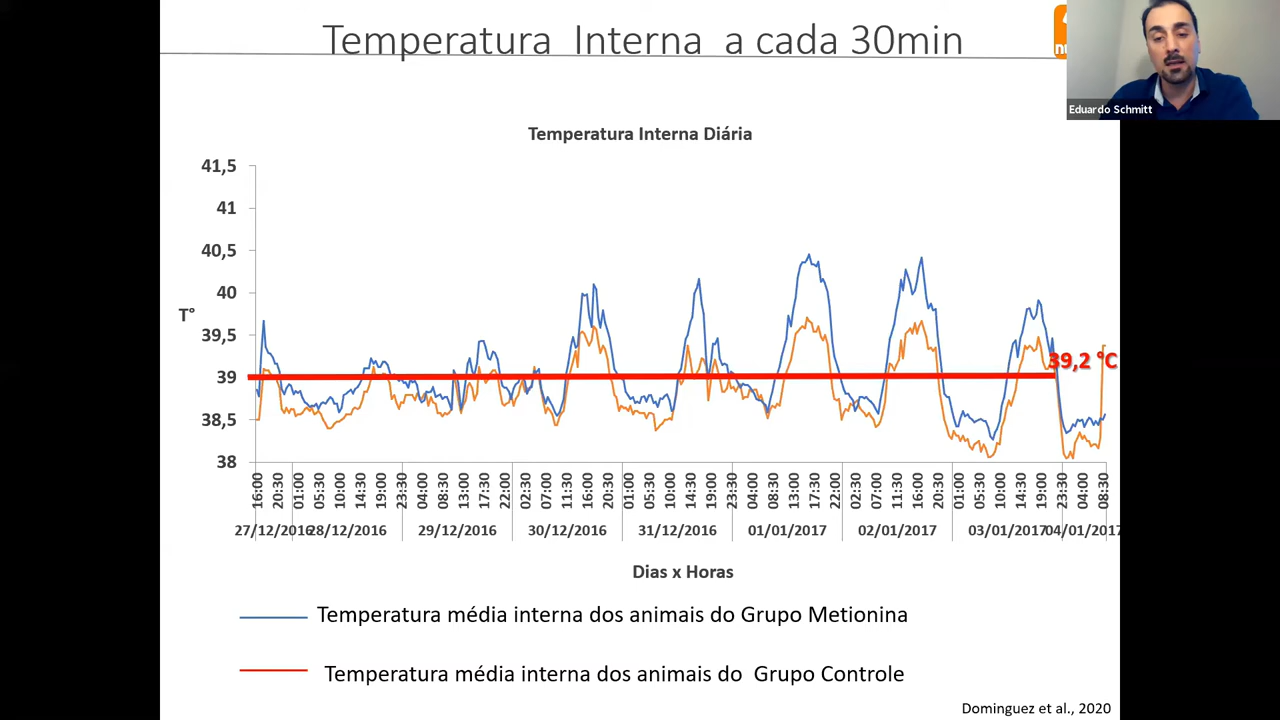 Temperatura Interna a cada 30min
Eduardo Schmitt
Temperatura Interna Diária
41,5
41
40,5
40
39,5
39
38,5
38
T°
39,2 °C
16:00 20:30 01:00 05:30 10:00 14:30 19:00 23:30 04:00 08:30 13:00 17:30 22:00 02:30 07:00 11:30 16:00 20:30 01:00 05:30 10:00 14:30 19:00 23:30 04:00 08:30 13:00 17:30 22:00 02:30 07:00 11:30 16:00 20:30 01:00 05:30 10:00 14:30 19:00 23:30 04:00 08:30
27/12/2016 28/12/2016 29/12/2016 30/12/2016 31/12/2016 01/01/2017 02/01/2017 03/01/2017 04/01/2017
Dias x Horas
Temperatura média interna dos animais do Grupo Metionina
Temperatura média interna dos animais do Grupo Controle
Dominguez et al., 2020